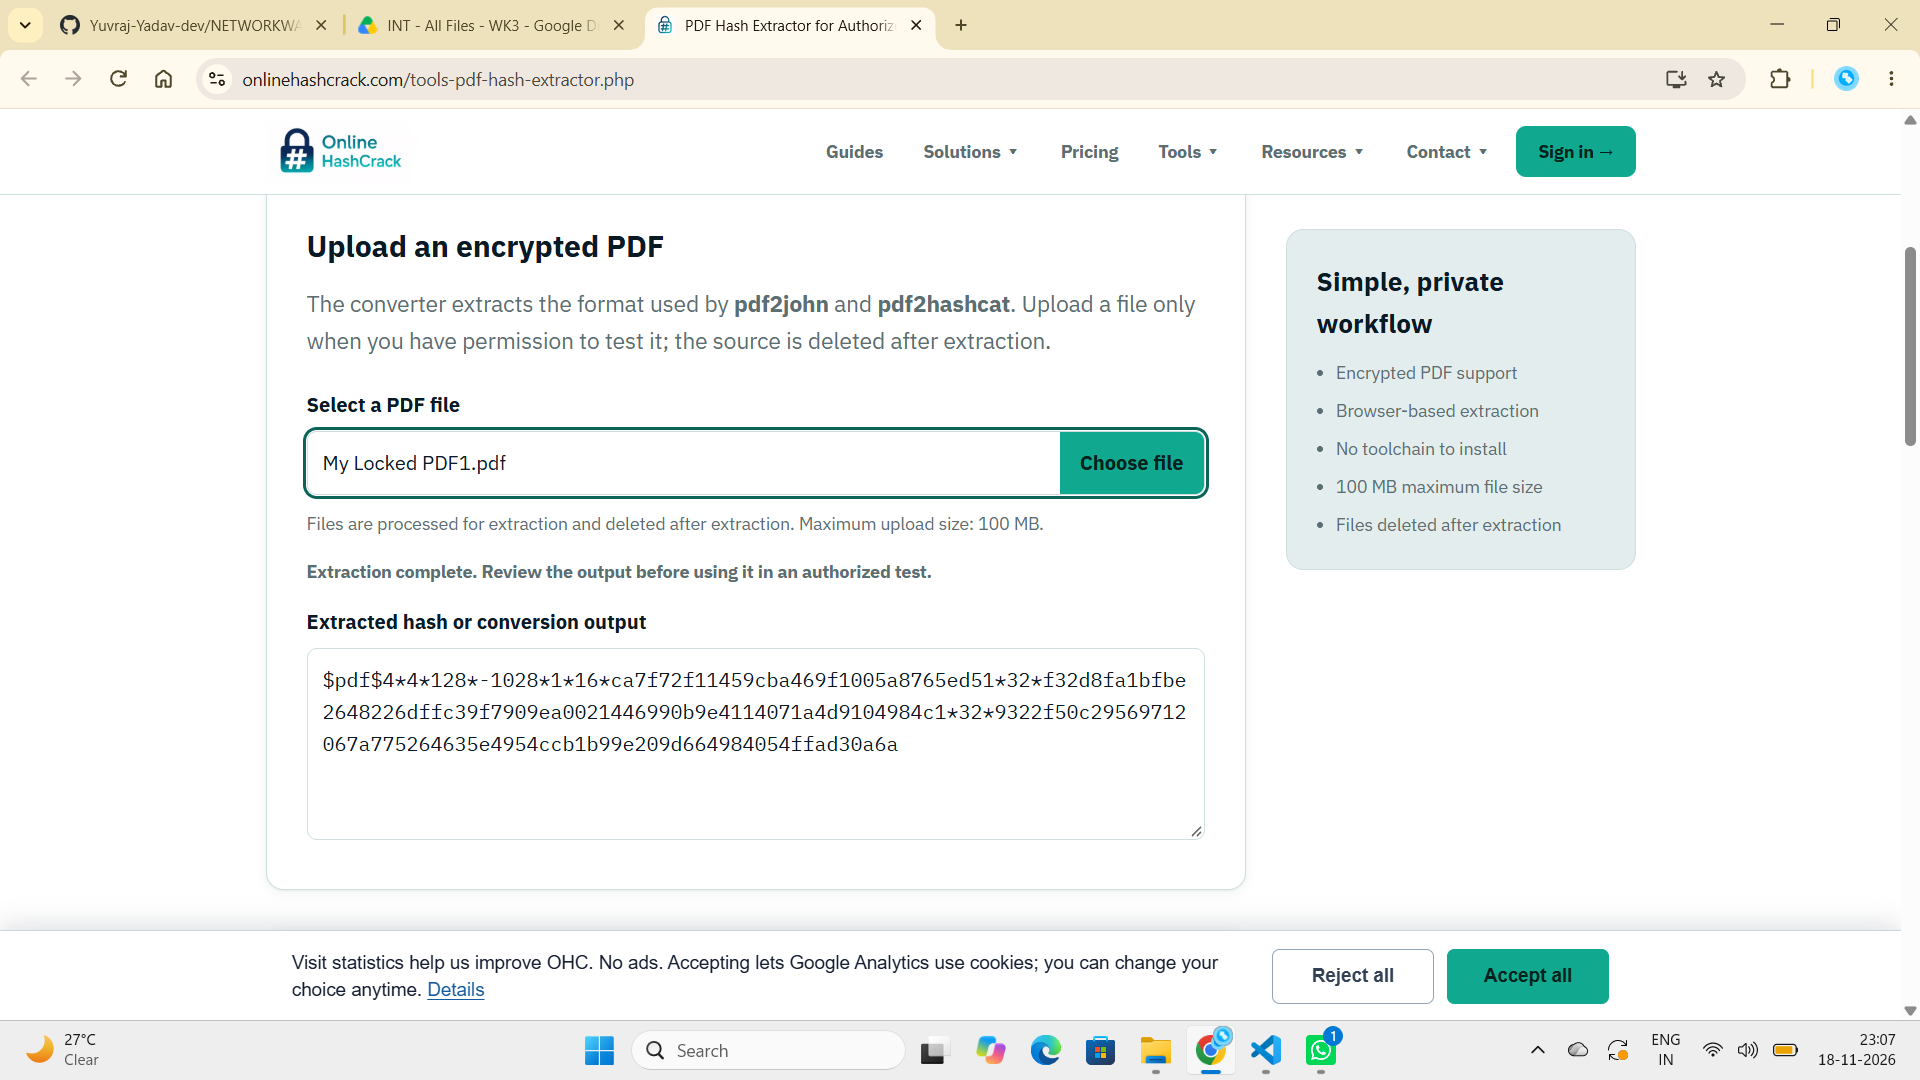 Yuvraj-Yadav-dev/NETWORKWA
INT - All Files - WK3 - Google D
PDF Hash Extractor for Authoriz
onlinehashcrack.com/tools-pdf-hash-extractor.php
Online
HashCrack
Guides
Solutions
Pricing
Tools
Resources
Contact
Sign in →
Upload an encrypted PDF
The converter extracts the format used by pdf2john and pdf2hashcat. Upload a file only
when you have permission to test it; the source is deleted after extraction.
Select a PDF file
My Locked PDF1.pdf
Choose file
Files are processed for extraction and deleted after extraction. Maximum upload size: 100 MB.
Extraction complete. Review the output before using it in an authorized test.
Extracted hash or conversion output
$pdf$4*4*128*-1028*1*16*ca7f72f11459cba469f1005a8765ed51*32*f32d8fa1bfbe
2648226dffc39f7909ea0021446990b9e4114071a4d9104984c1*32*9322f50c29569712
067a775264635e4954ccb1b99e209d664984054ffad30a6a
Simple, private
workflow
• Encrypted PDF support
• Browser-based extraction
• No toolchain to install
• 100 MB maximum file size
• Files deleted after extraction
Visit statistics help us improve OHC. No ads. Accepting lets Google Analytics use cookies; you can change your
choice anytime. Details
Reject all
Accept all
27°C
Clear
Search
1
ENG
IN
23:07
18-11-2026